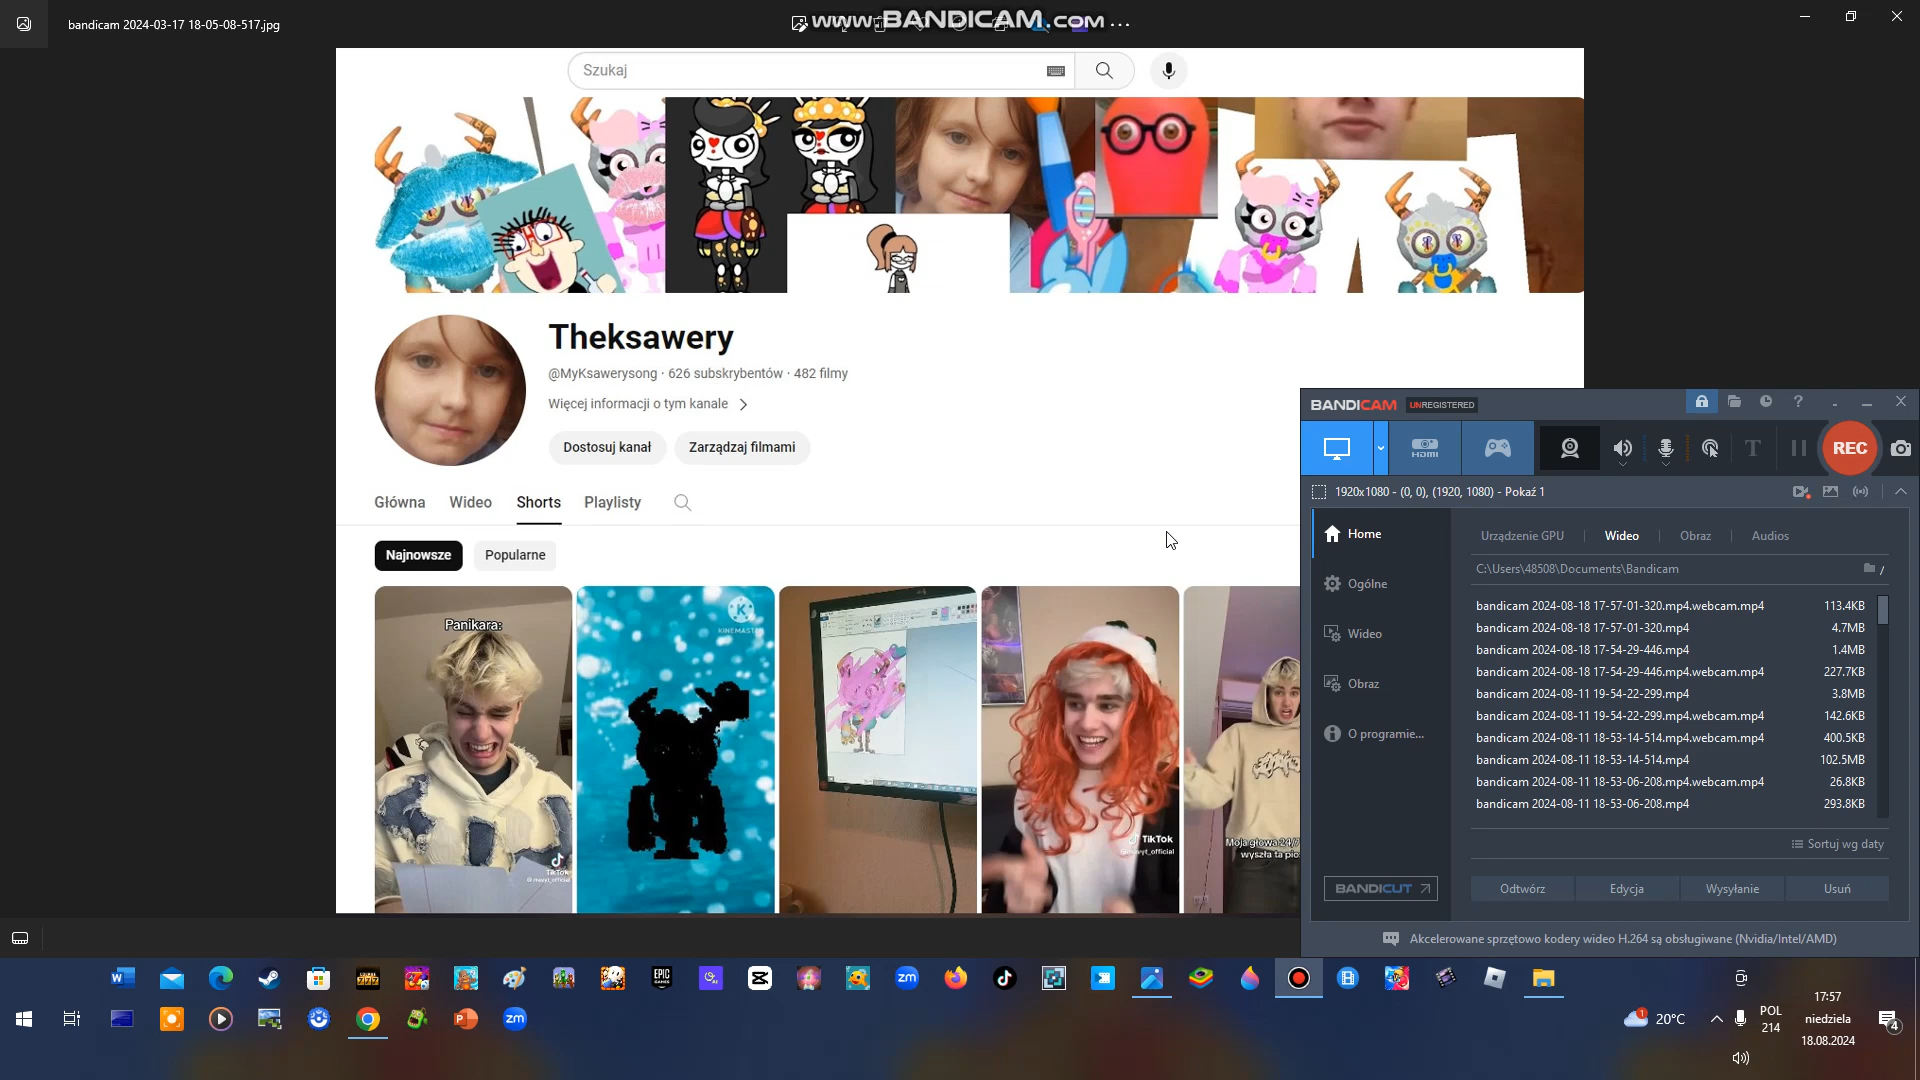 bandicam 2024-03-17 18-05-08-517.jpg
www.BANDICAM.com
Szukaj
Theksawery
@MyKsawerysong · 626 subskrybentów · 482 filmy
Więcej informacji o tym kanale
Dostosuj kanał
Zarządzaj filmami
Główna
Wideo
Shorts
Playlisty
Najnowsze
Popularne
Panikara:
TikTok
KINEMASTER
TikTok
Moja głowa 24/7
wyszła ta
BANDICAM UNREGISTERED
HDMI
REC
1920x1080 - (0, 0), (1920, 1080) - Pokaż 1
Home
Ogólne
Wideo
Obraz
O programie...
BANDICUT
Urządzenie GPU
Wideo
Obraz
Audios
C:\Users\48508\Documents\Bandicam
bandicam 2024-08-18 17-57-01-320.mp4.webcam.mp4 113.4KB
bandicam 2024-08-18 17-57-01-320.mp4 4.7MB
bandicam 2024-08-18 17-54-29-446.mp4 1.4MB
bandicam 2024-08-18 17-54-29-446.mp4.webcam.mp4 227.7KB
bandicam 2024-08-11 19-54-22-299.mp4 3.8MB
bandicam 2024-08-11 19-54-22-299.mp4.webcam.mp4 142.6KB
bandicam 2024-08-11 18-53-14-514.mp4.webcam.mp4 400.5KB
bandicam 2024-08-11 18-53-14-514.mp4 102.5MB
bandicam 2024-08-11 18-53-06-208.mp4.webcam.mp4 26.8KB
bandicam 2024-08-11 18-53-06-208.mp4 293.8KB
Sortuj wg daty
Odtwórz
Edycja
Wysyłanie
Usuń
Akcelerowane sprzętowo kodery wideo H.264 są obsługiwane (Nvidia/Intel/AMD)
EPIC GAMES
zm
zm
20°C
POL
214
17:57
niedziela
18.08.2024
4